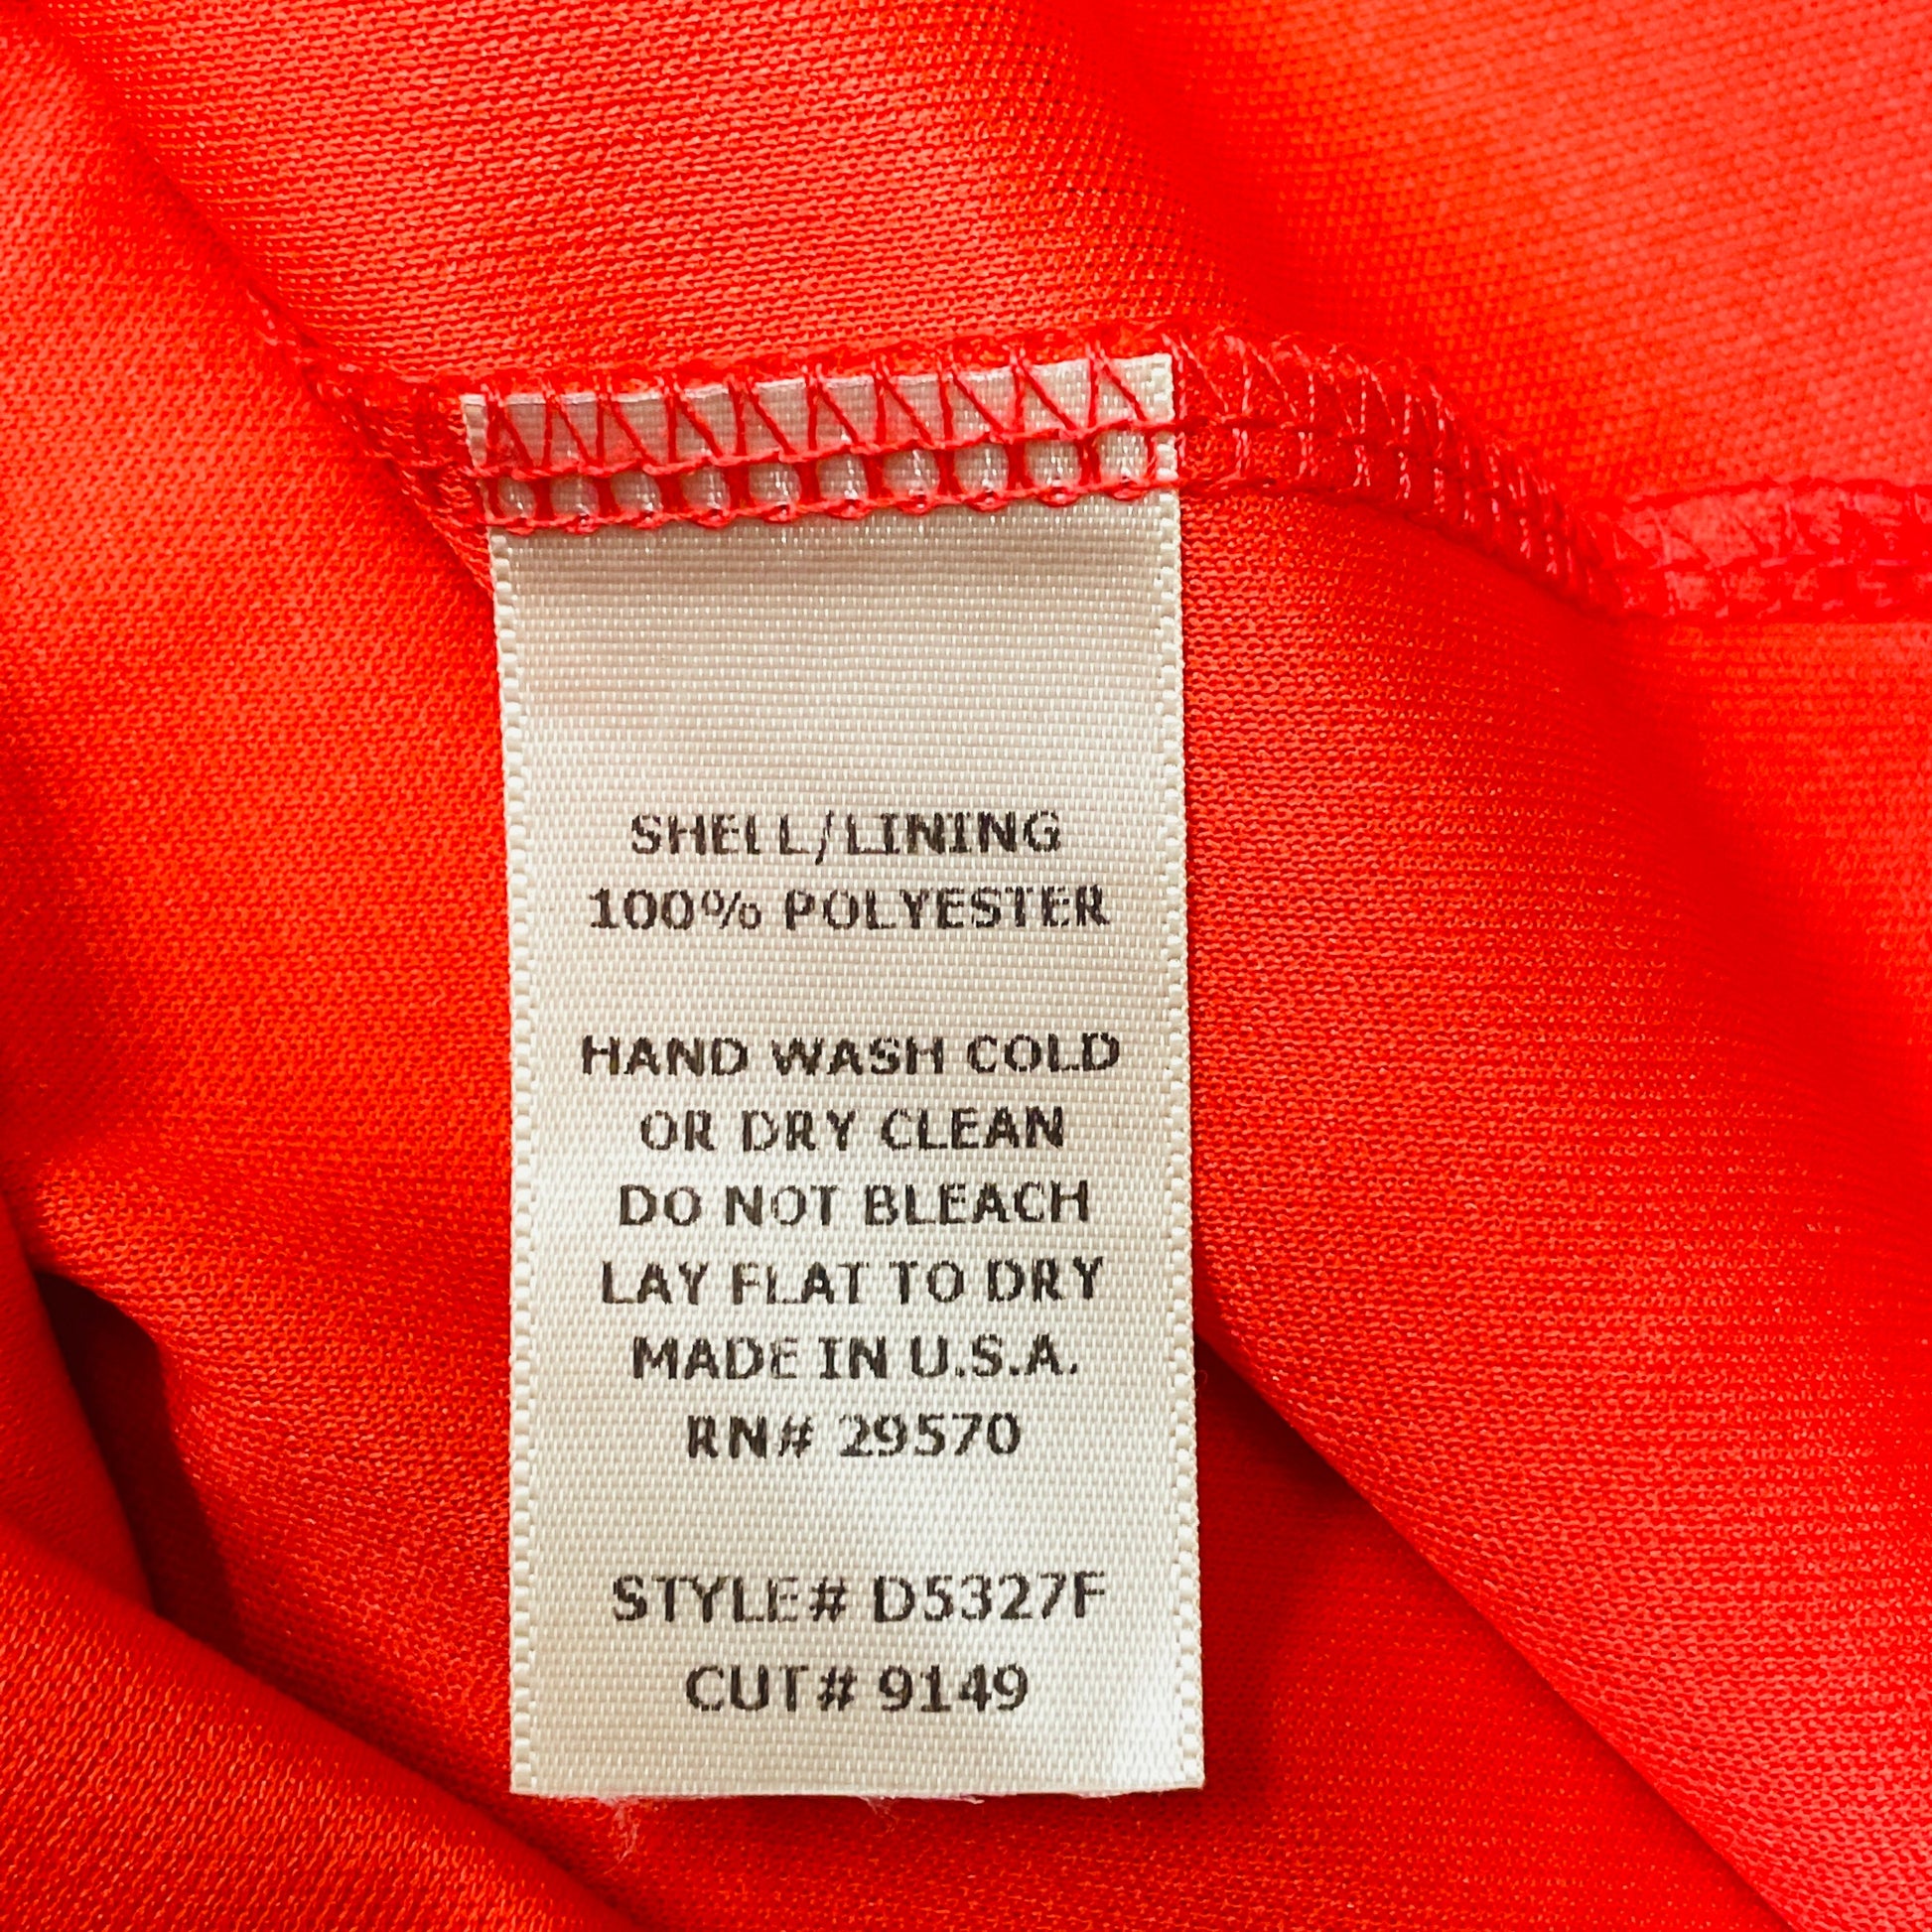 SHELL/LINING
100% POLYESTER
HAND WASH COLD
OR DRY CLEAN
DO NOT BLEACH
LAY FLAT TO DRY
MADE IN U.S.A.
RN# 29570
STYLE# D5327F
CUT# 9149